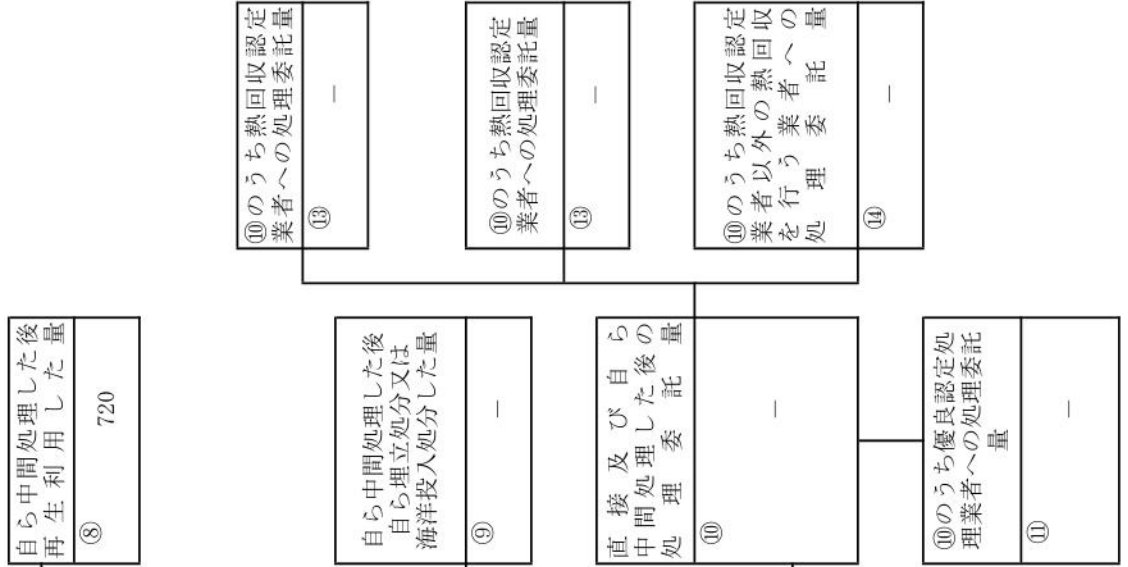 自ら中間処理した後
再生利用した量
⑧
720
自ら中間処理した後
自ら埋立処分又は
海洋投入処分した量
⑨
－
直接及び自ら
中間処理した後の
処理委託量
⑩
－
⑩のうち優良認定処
理業者への処理委託
量
⑪
－
⑩のうち熱回収認定
業者への処理委託量
⑬
－
⑩のうち熱回収認定
業者への処理委託量
⑬
－
⑩のうち熱回収認定
業者以外の熱回収
を行う業者への
処理委託量
⑭
－